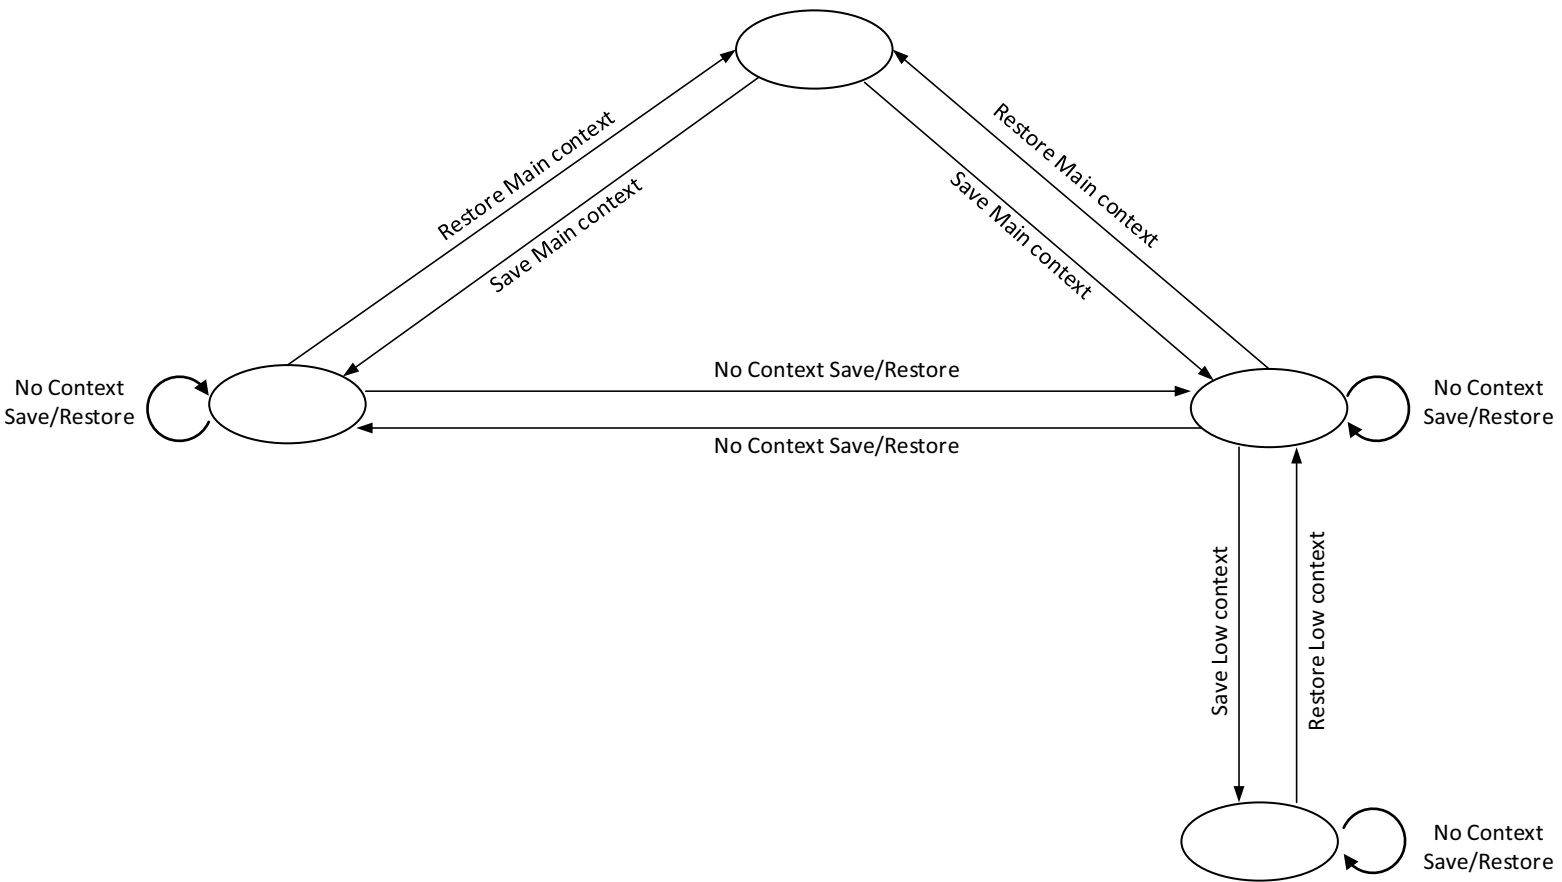 Restore Main context
Restore Main context
Save Main context
Save Main context
No Context Save/Restore
No Context
Save/Restore
No Context
Save/Restore
No Context Save/Restore
Save Low context
Restore Low context
No Context
Save/Restore